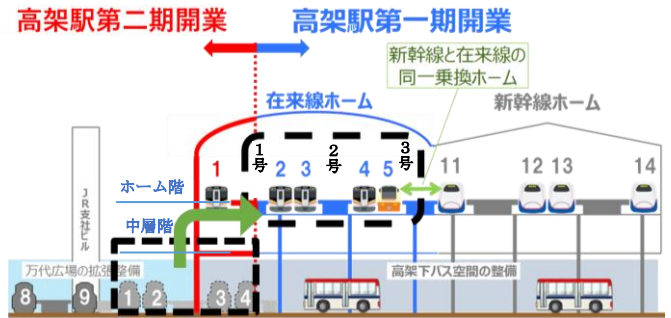 高架駅第二期開業
高架駅第一期開業
新幹線と在来線の
同一乗換ホーム
在来線ホーム
新幹線ホーム
1号
2号
3号
1
2
3
4
5
11
12
13
14
ホーム階
中層階
JR支社ビル
万代広場の拡張整備
高架下バス空間の整備
8
9
1
2
3
4